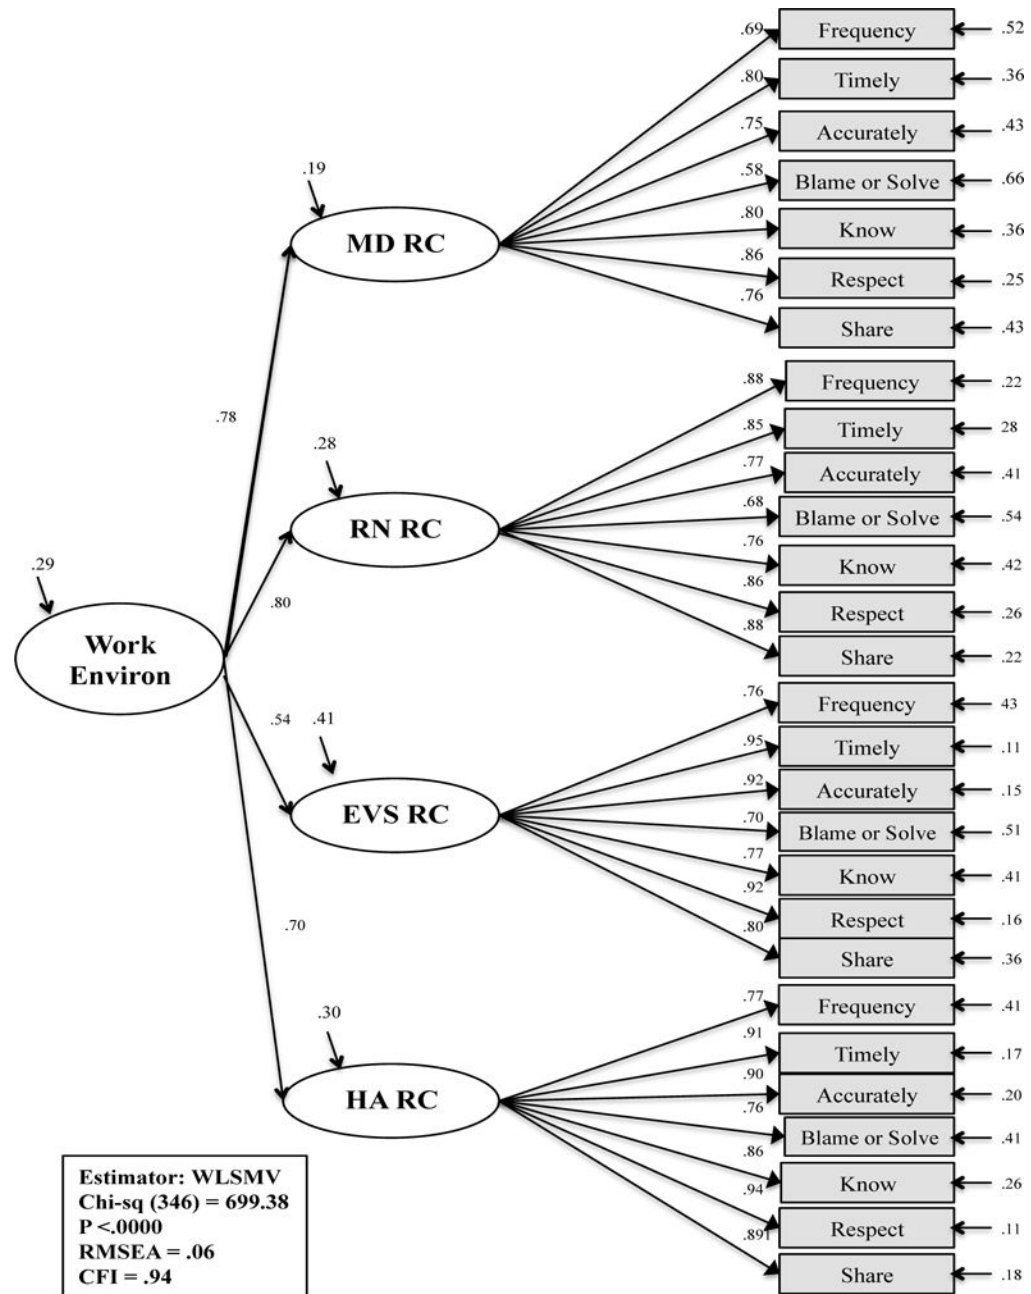 .69
Frequency
.52
.80
Timely
.36
.75
Accurately
.43
.58
Blame or Solve
.66
.80
Know
.36
.86
Respect
.25
.76
Share
.43
.19
MD RC
.78
.88
Frequency
.22
.85
Timely
28
.77
Accurately
.41
.68
Blame or Solve
.54
.76
Know
.42
.86
Respect
.26
.88
Share
.22
.28
RN RC
.80
.29
Work
Environ
.76
Frequency
43
.95
Timely
.11
.92
Accurately
.15
.70
Blame or Solve
.51
.77
Know
.41
.92
Respect
.16
.80
Share
.36
.54
.41
EVS RC
.70
.77
Frequency
.41
.91
Timely
.17
.90
Accurately
.20
.76
Blame or Solve
.41
.86
Know
.26
.94
Respect
.11
.891
Share
.18
.30
HA RC
Estimator: WLSMV
Chi-sq (346) = 699.38
P <.0000
RMSEA = .06
CFI = .94